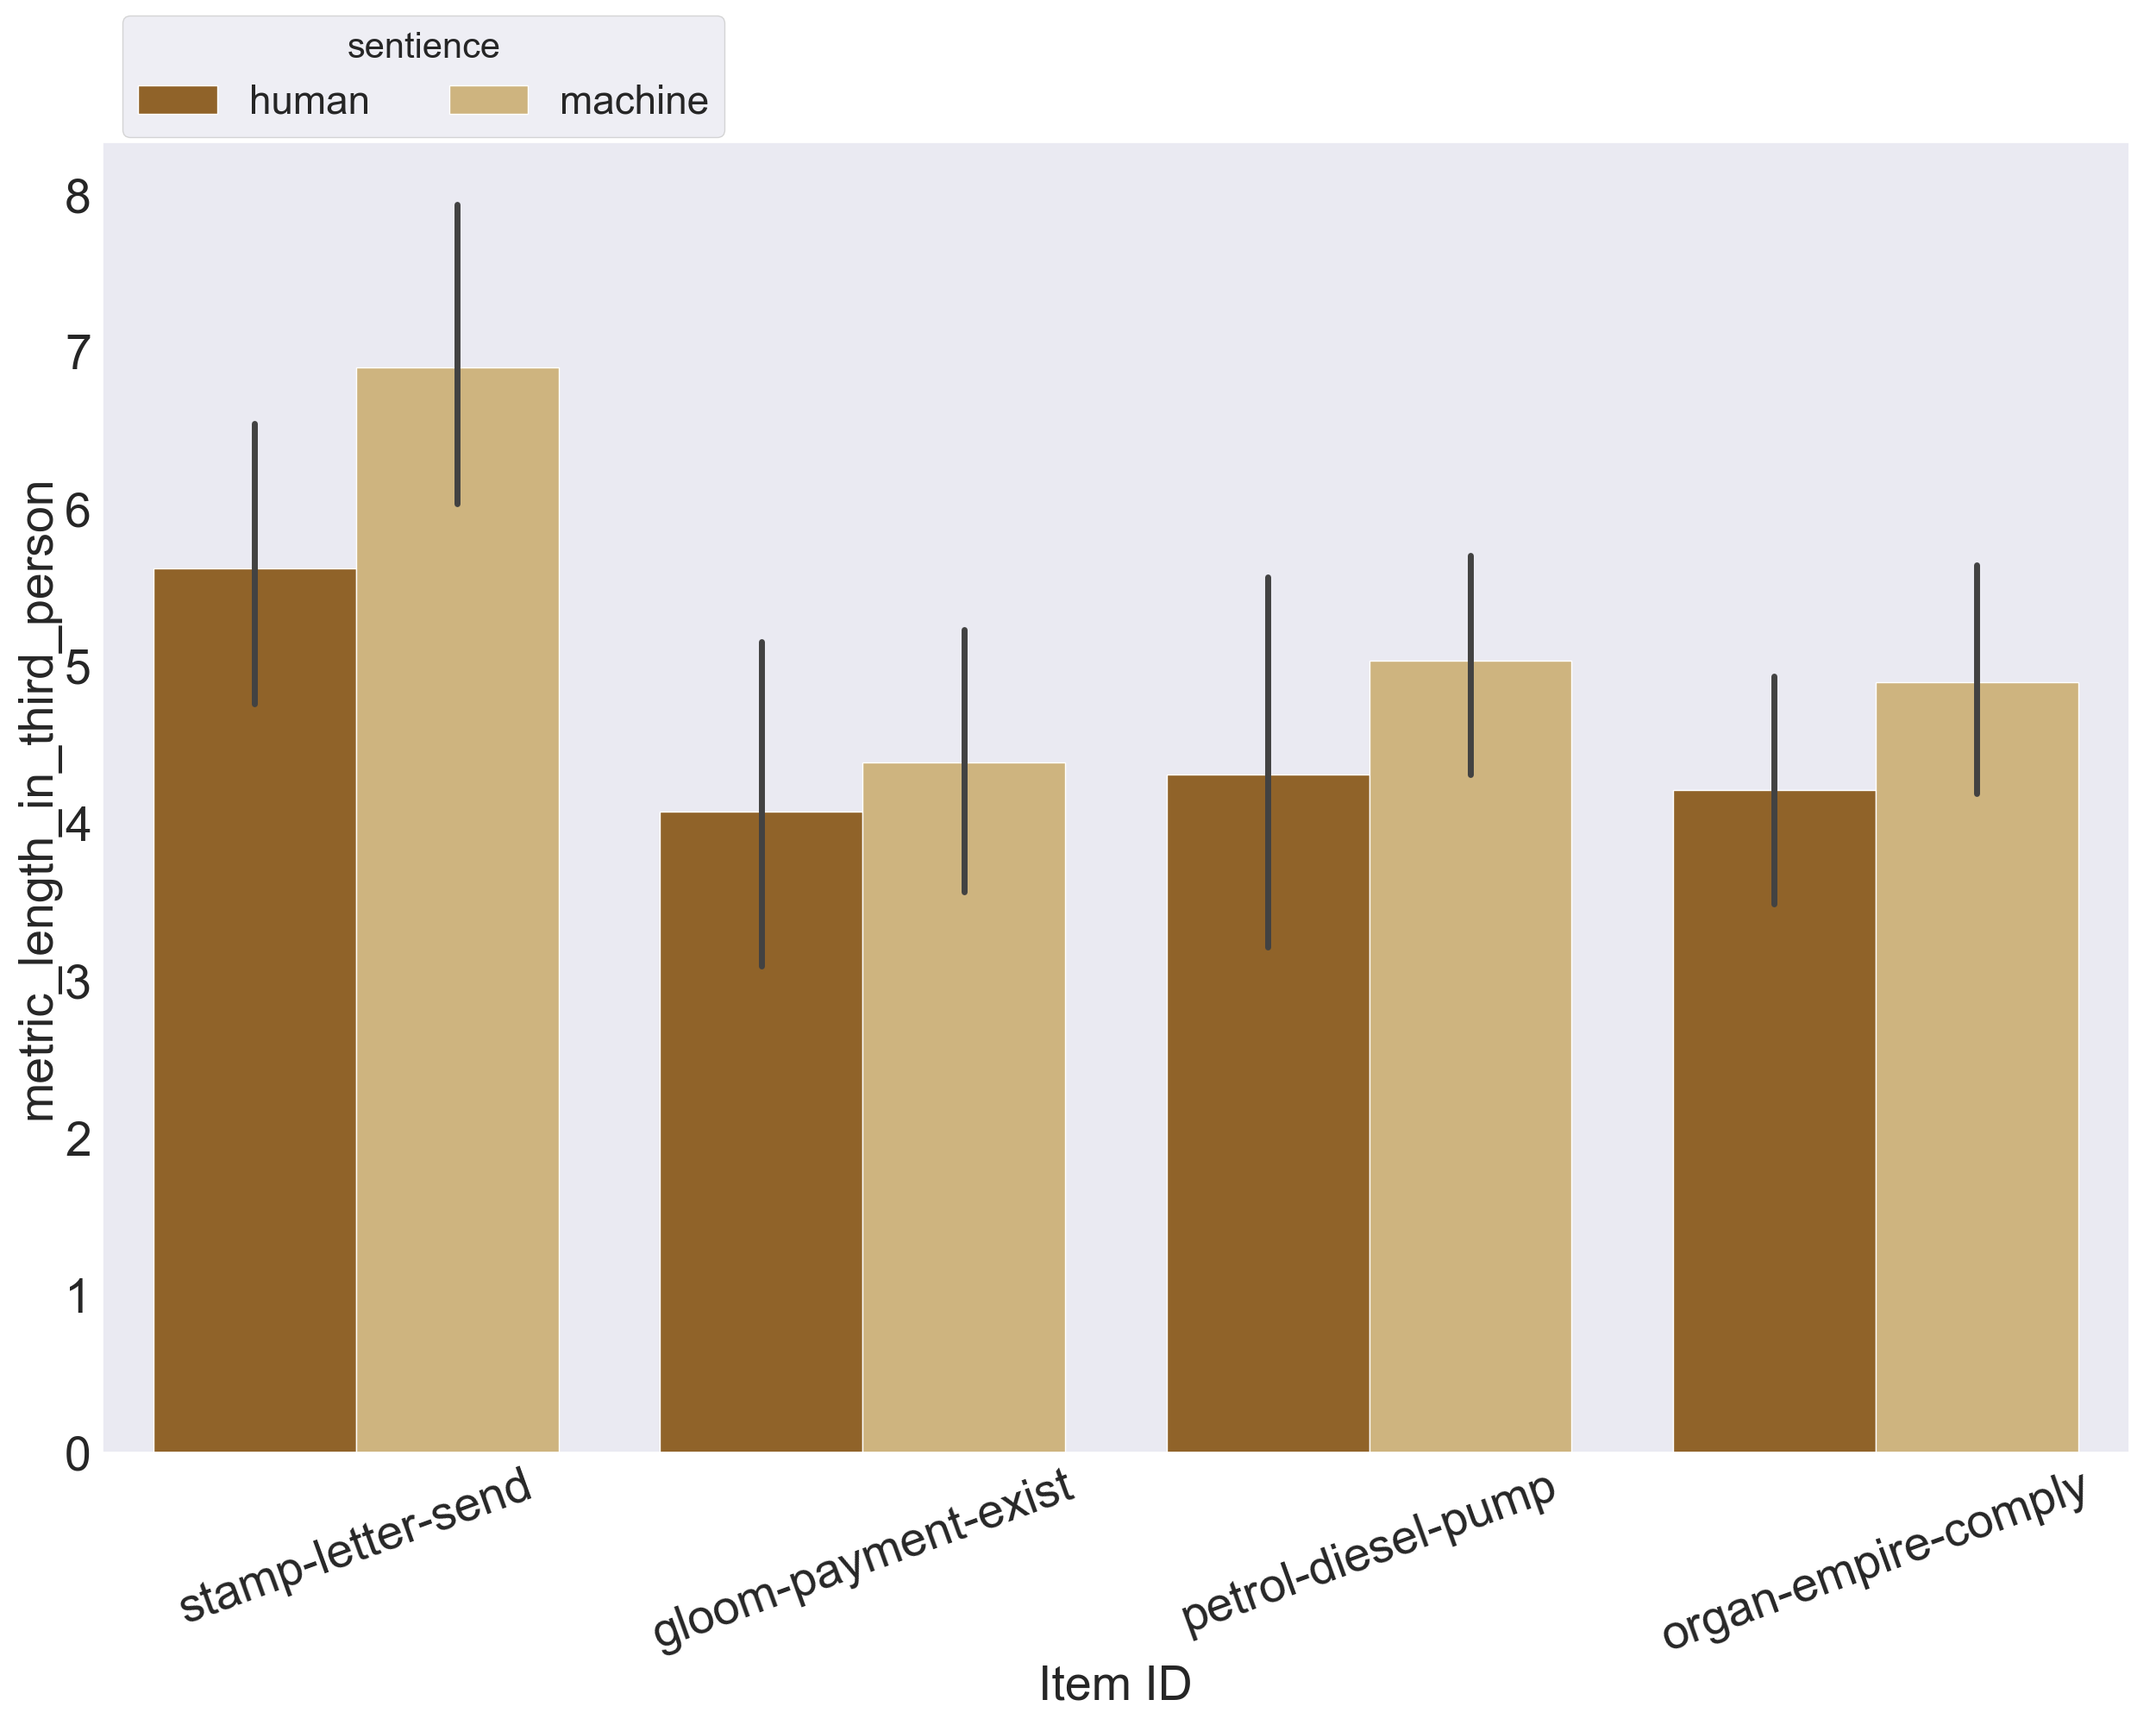 sentience
human machine
metric_length_in_third_person
8
7
6
5
4
3
2
1
0
stamp-letter-send
gloom-payment-exist
petrol-diesel-pump
organ-empire-comply
Item ID